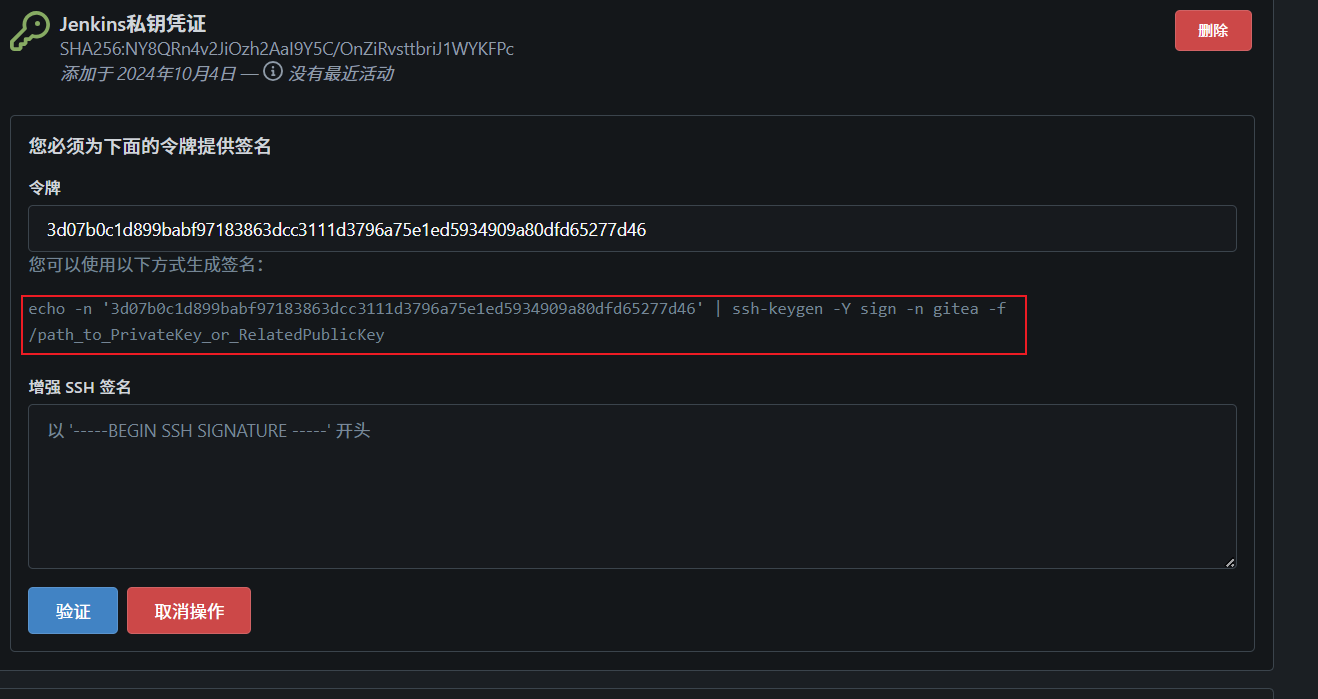 Jenkins私钥凭证
SHA256:NY8QRn4v2JiOzh2AaI9Y5C/OnZiRvsttbriJ1WYKFPc
添加于 2024年10月4日 — 没有最近活动
删除
您必须为下面的令牌提供签名
令牌
3d07b0c1d899babf97183863dcc3111d3796a75e1ed5934909a80dfd65277d46
您可以使用以下方式生成签名：
echo -n '3d07b0c1d899babf97183863dcc3111d3796a75e1ed5934909a80dfd65277d46' | ssh-keygen -Y sign -n gitea -f
/path_to_PrivateKey_or_RelatedPublicKey
增强 SSH 签名
以 '-----BEGIN SSH SIGNATURE -----' 开头
验证
取消操作